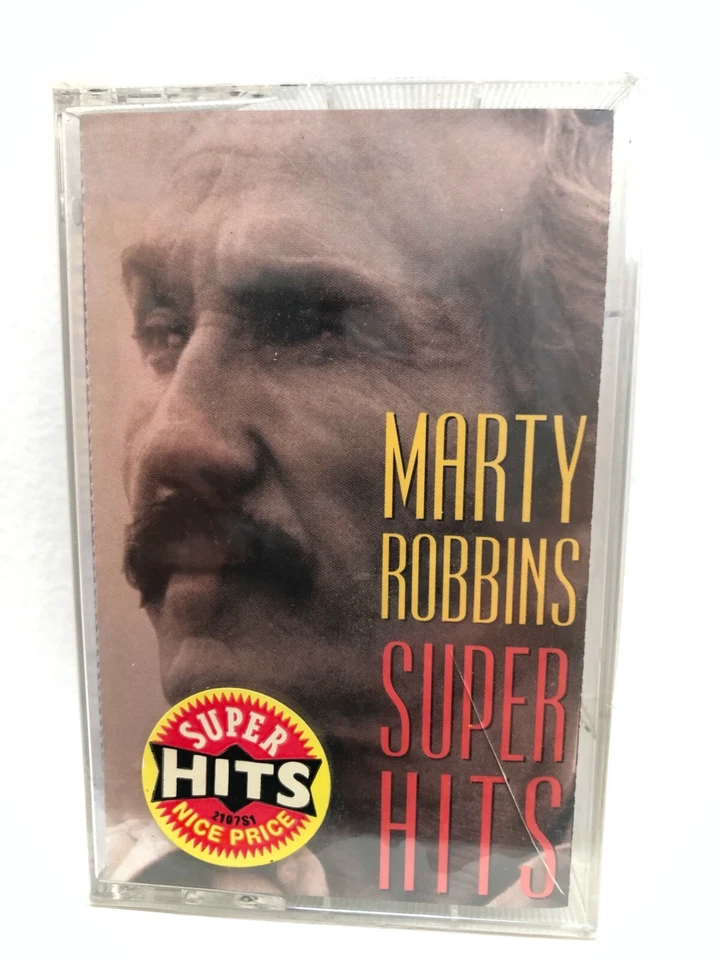 MARTY
ROBBINS
SUPER
HITS
SUPER
HITS
2107S1
NICE PRICE